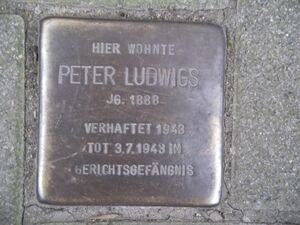 HIER WOHNTE
PETER LUDWIGS
JG. 1888
VERHAFTET 1943
TOT 3.7.1943 IN
GERICHTSGEFÄNGNIS